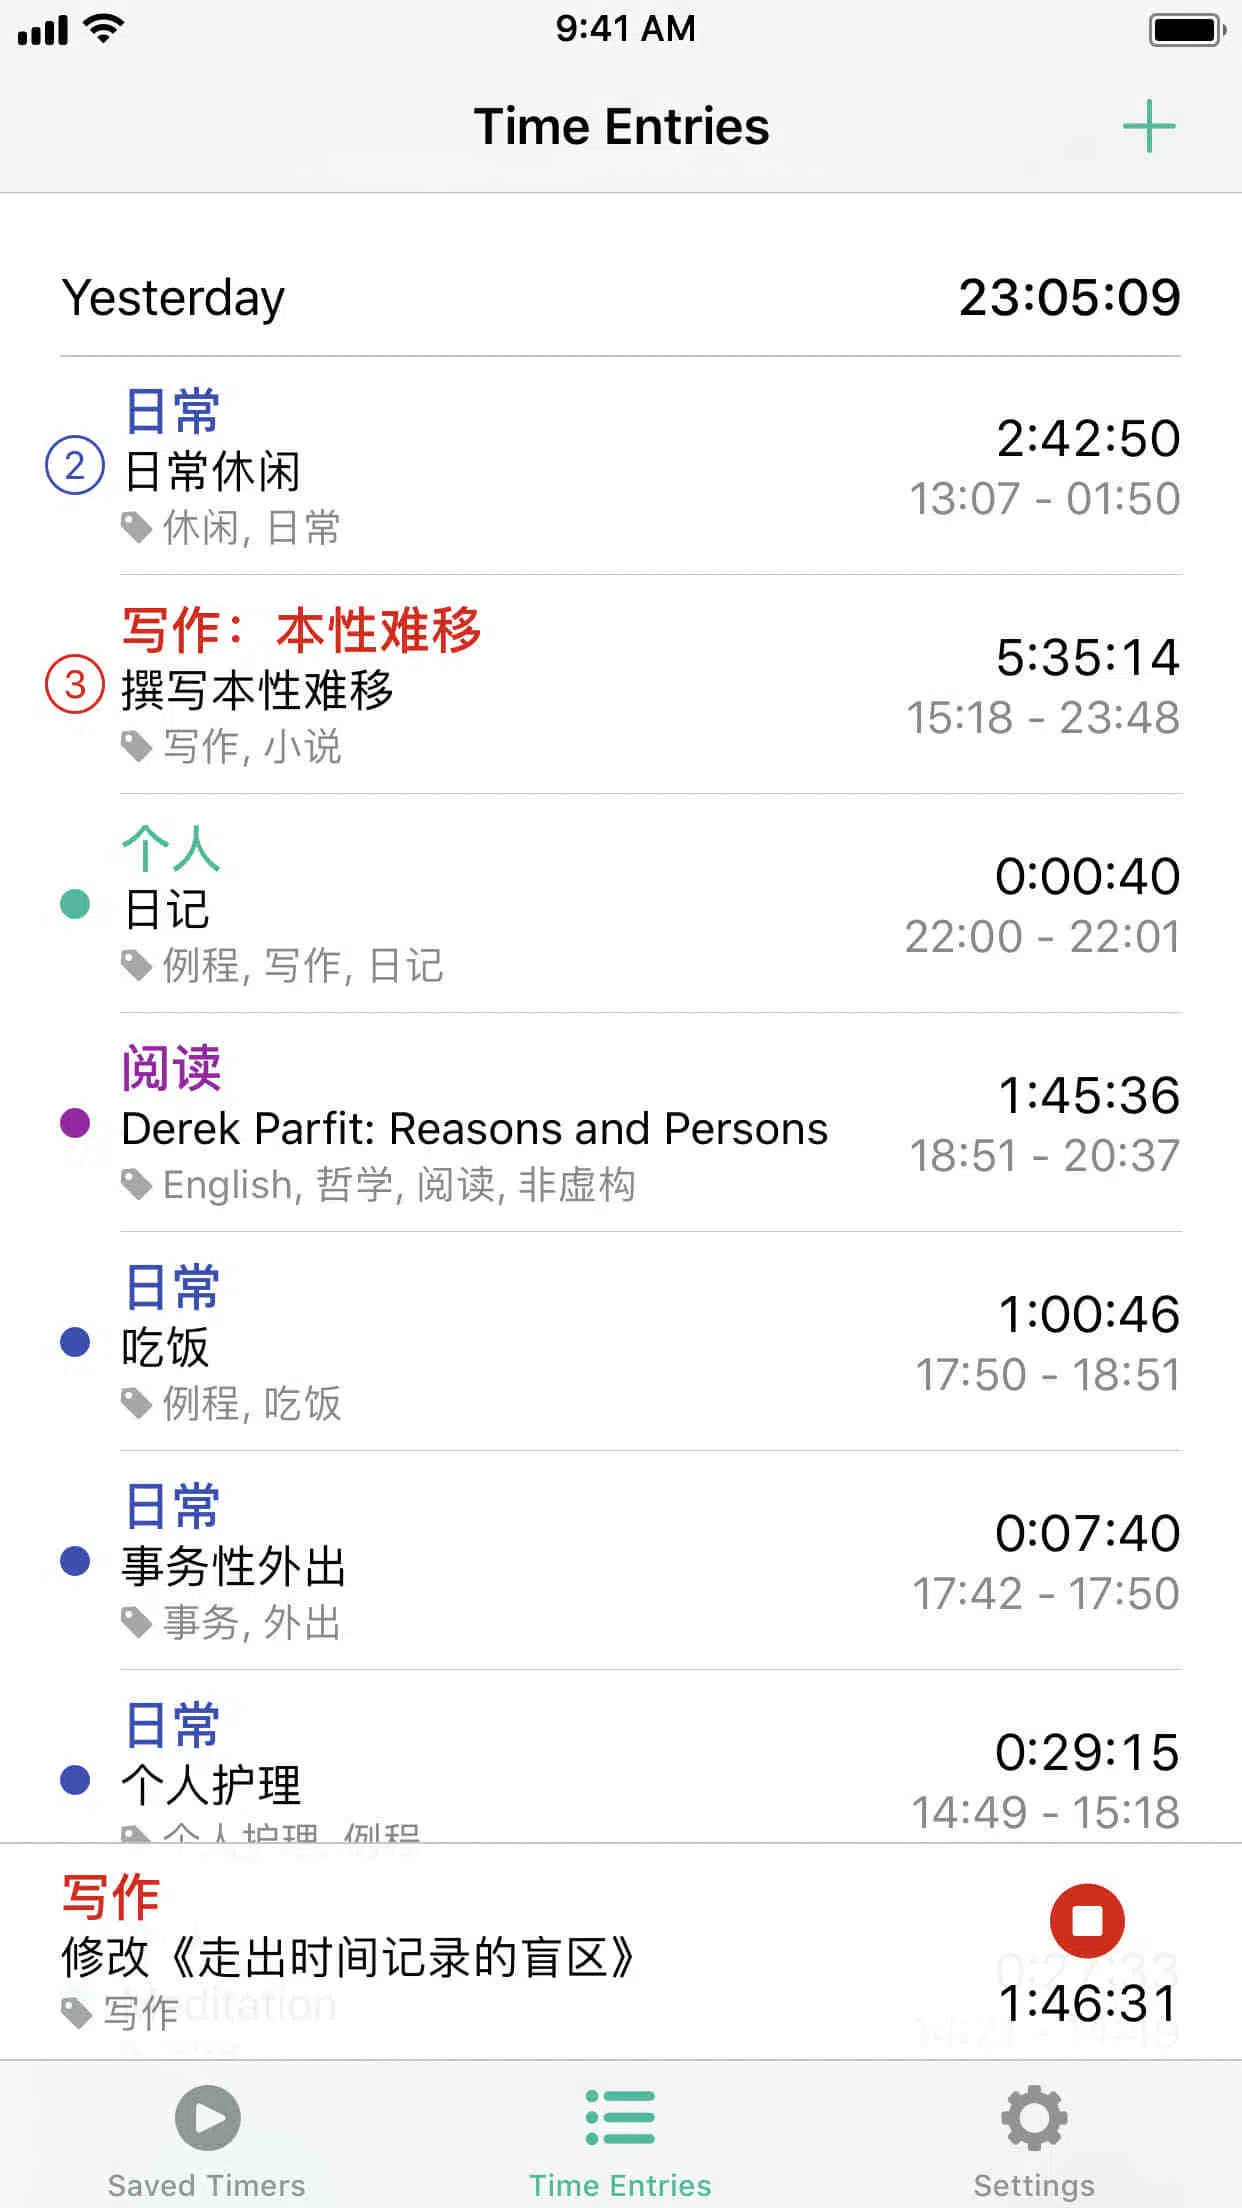 9:41 AM
Time Entries
Yesterday 23:05:09
日常
2 日常休闲 2:42:50
休闲, 日常 13:07 - 01:50
写作：本性难移
3 撰写本性难移 5:35:14
写作, 小说 15:18 - 23:48
个人
日记 0:00:40
例程, 写作, 日记 22:00 - 22:01
阅读
Derek Parfit: Reasons and Persons 1:45:36
English, 哲学, 阅读, 非虚构 18:51 - 20:37
日常
吃饭 1:00:46
例程, 吃饭 17:50 - 18:51
日常
事务性外出 0:07:40
事务, 外出 17:42 - 17:50
日常
个人护理 0:29:15
个人护理, 例程 14:49 - 15:18
写作
修改《走出时间记录的盲区》
写作 1:46:31
Saved Timers Time Entries Settings